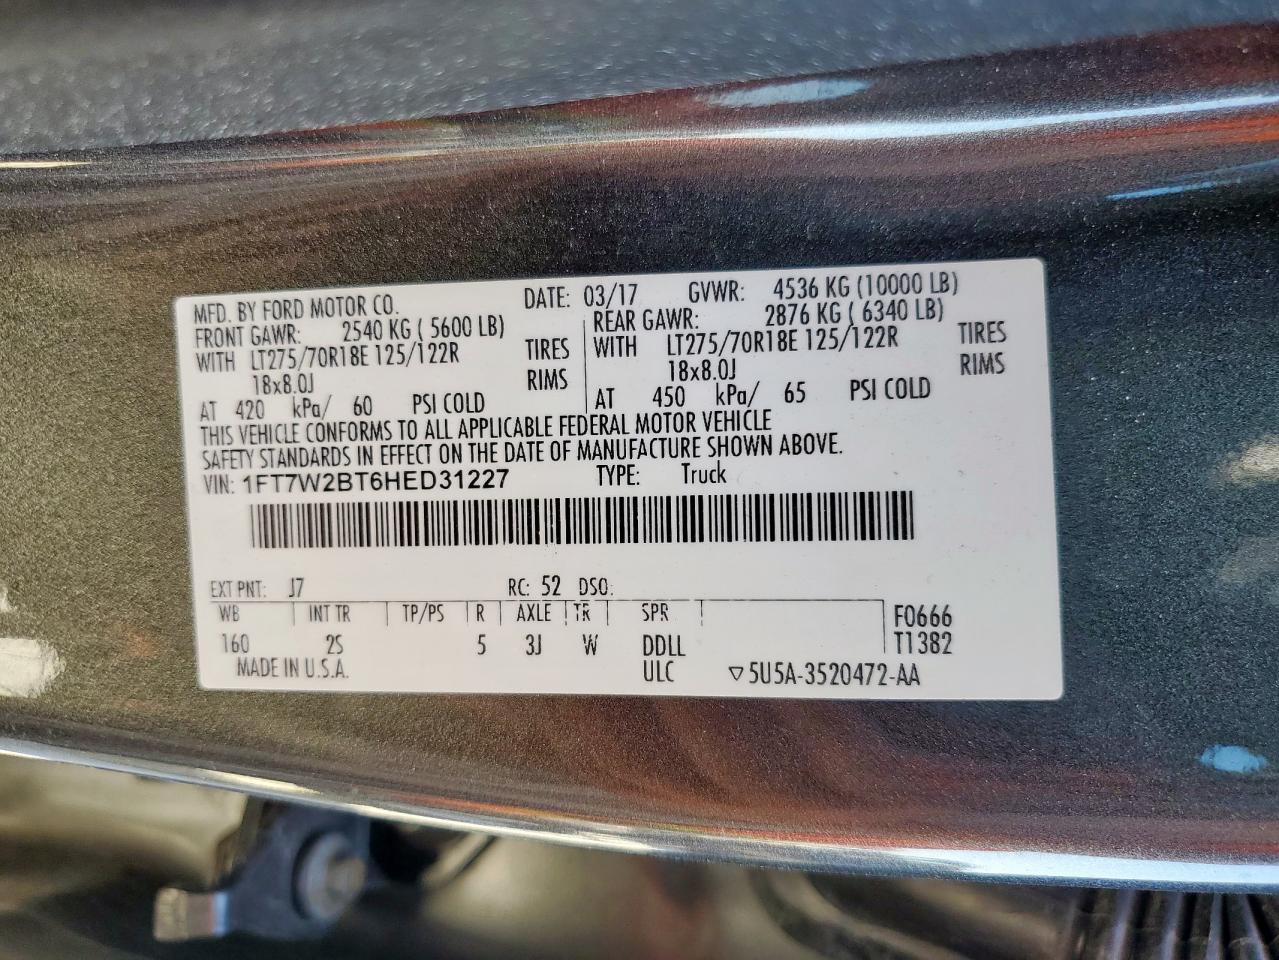 MFD. BY FORD MOTOR CO. DATE: 03/17 GVWR: 4536 KG (10000 LB)
FRONT GAWR: 2540 KG ( 5600 LB) REAR GAWR: 2876 KG ( 6340 LB)
WITH LT275/70R18E 125/122R TIRES WITH LT275/70R18E 125/122R TIRES
18x8.0J RIMS 18x8.0J RIMS
AT 420 kPa/ 60 PSI COLD AT 450 kPa/ 65 PSI COLD
THIS VEHICLE CONFORMS TO ALL APPLICABLE FEDERAL MOTOR VEHICLE
SAFETY STANDARDS IN EFFECT ON THE DATE OF MANUFACTURE SHOWN ABOVE.
VIN: 1FT7W2BT6HED31227 TYPE: Truck
EXT PNT: J7 RC: 52 DSO:
WB INT TR TP/PS R AXLE TR SPR F0666
160 2S 5 3J W DDLL T1382
MADE IN U.S.A. ULC ▽5U5A-3520472-AA